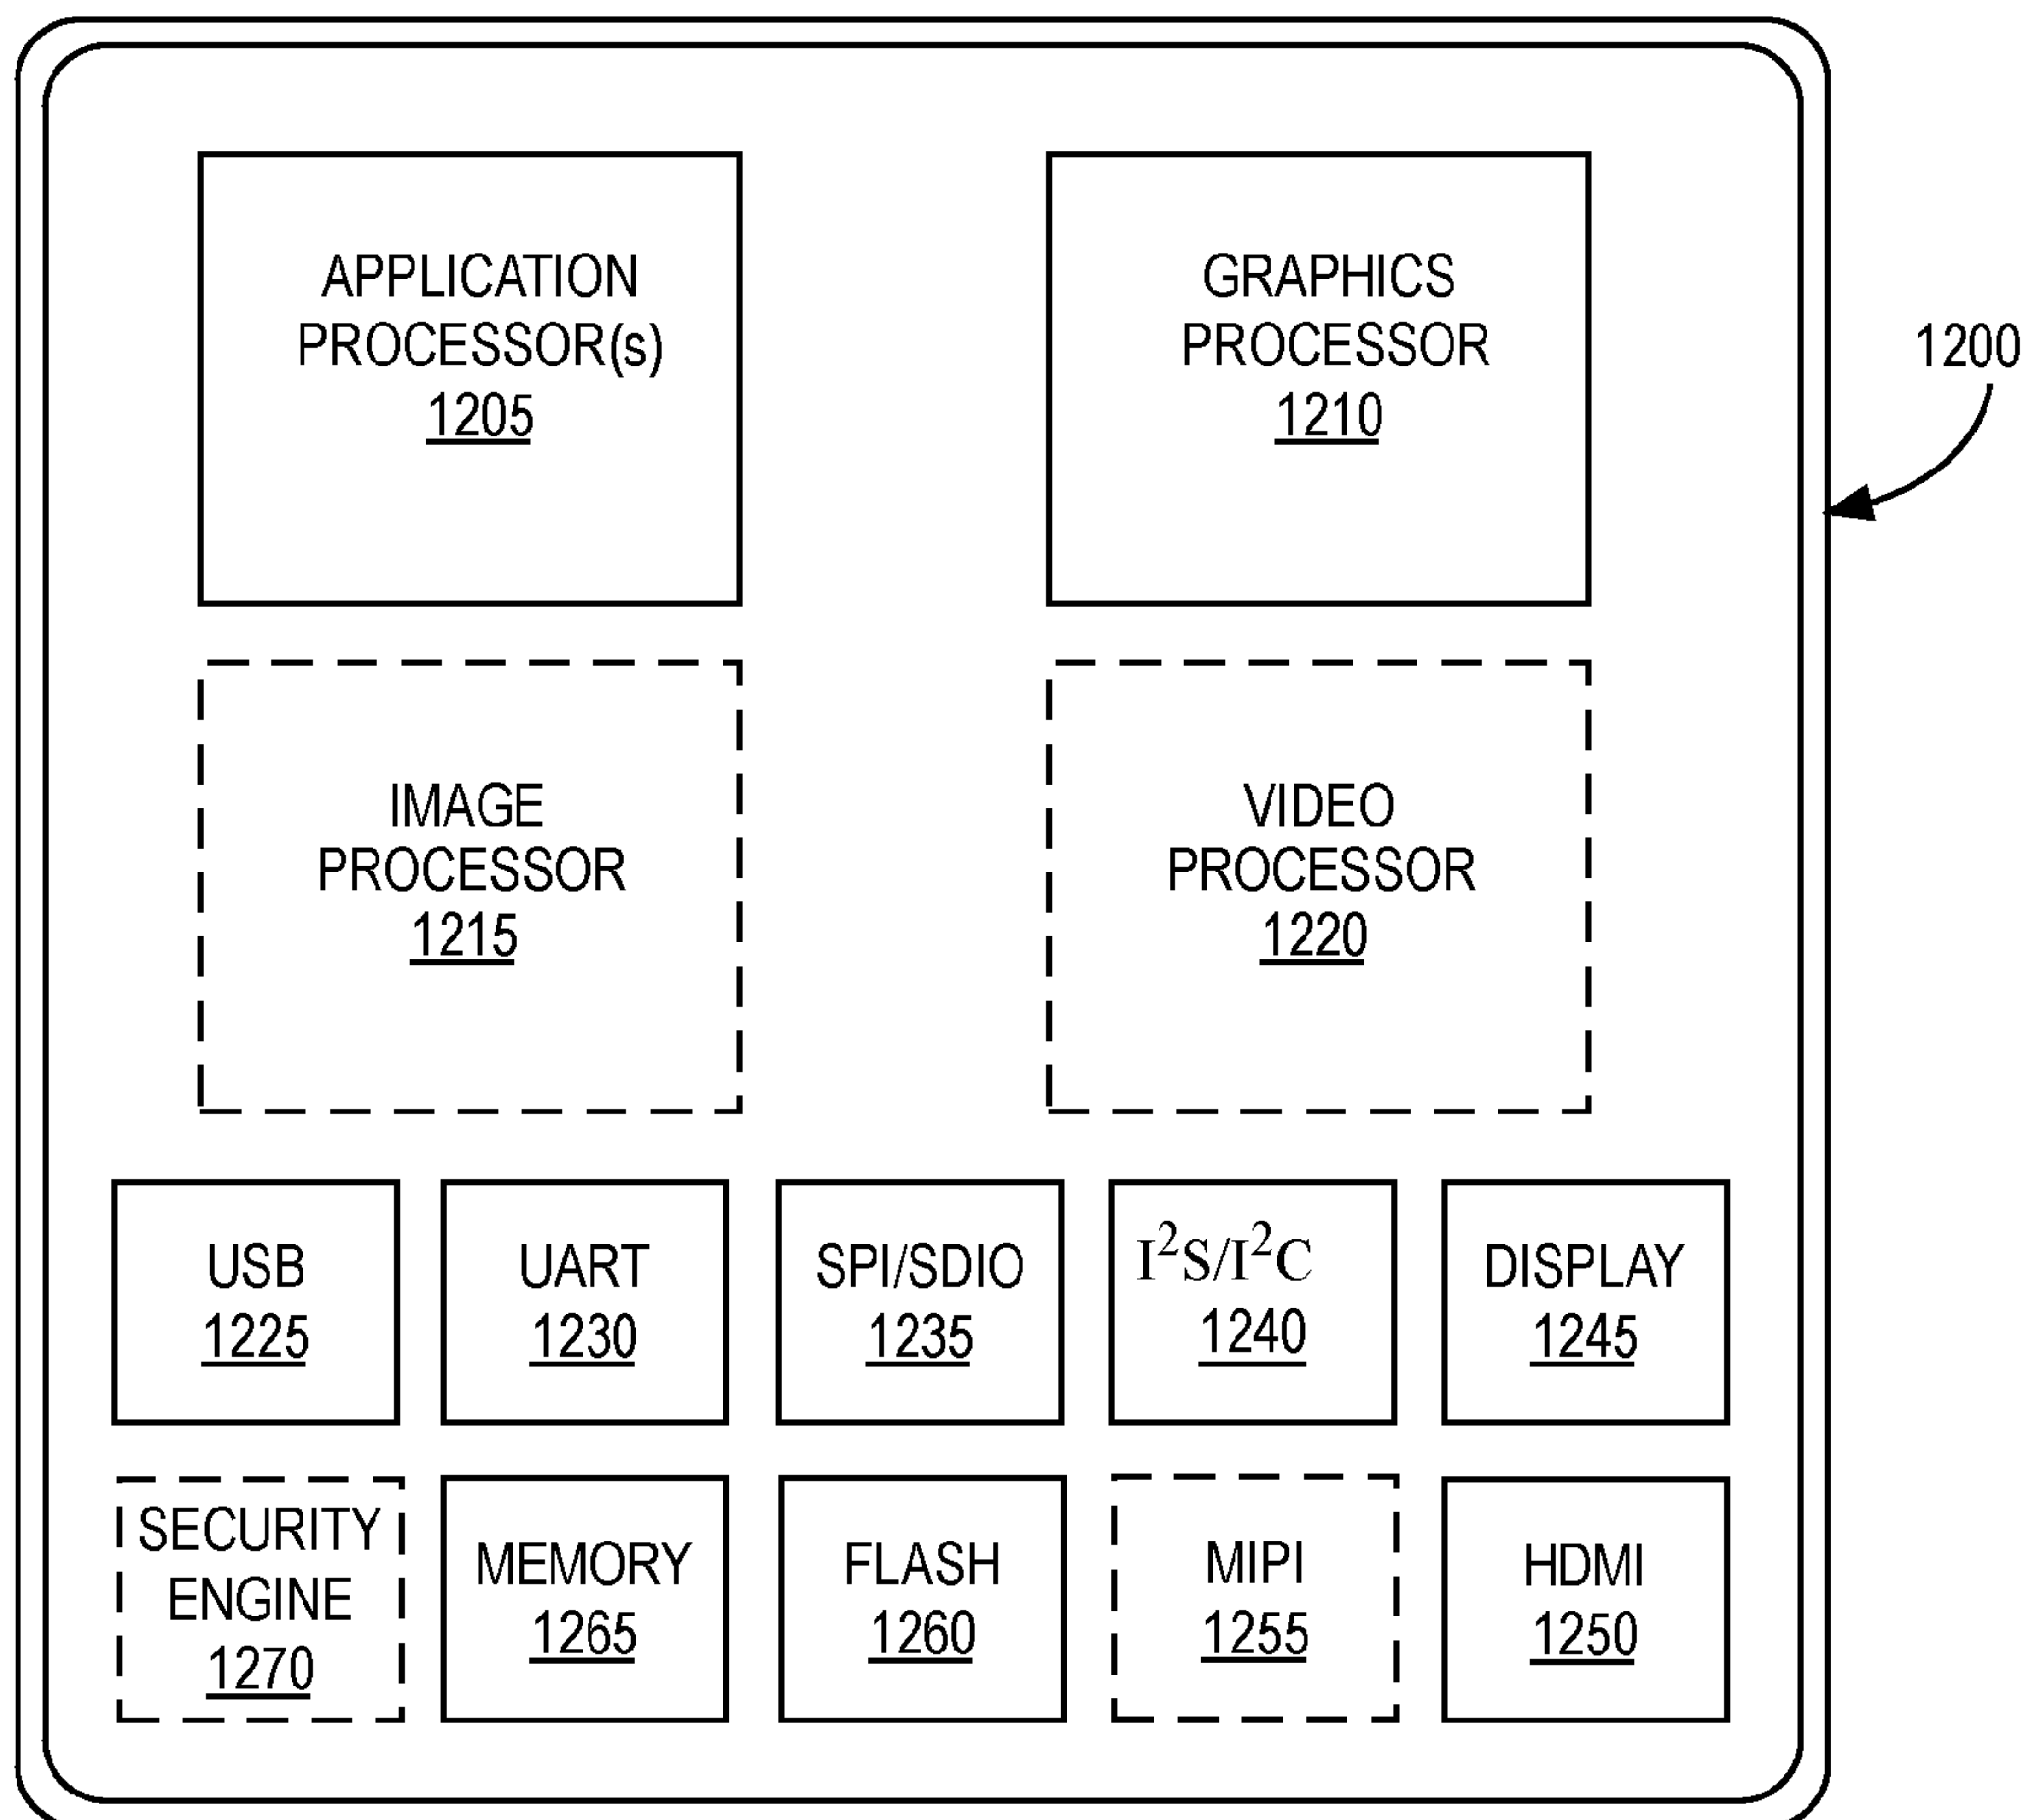 APPLICATION
PROCESSOR(s)
1205
GRAPHICS
PROCESSOR
1210
1200
IMAGE
PROCESSOR
1215
VIDEO
PROCESSOR
1220
USB
1225
UART
1230
SPI/SDIO
1235
I²S/I²C
1240
DISPLAY
1245
SECURITY
ENGINE
1270
MEMORY
1265
FLASH
1260
MIPI
1255
HDMI
1250